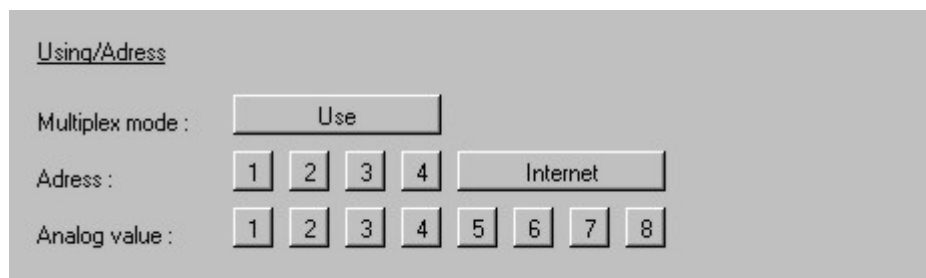 Using/Adress
Multiplex mode : Use
Adress : 1 2 3 4 Internet
Analog value : 1 2 3 4 5 6 7 8